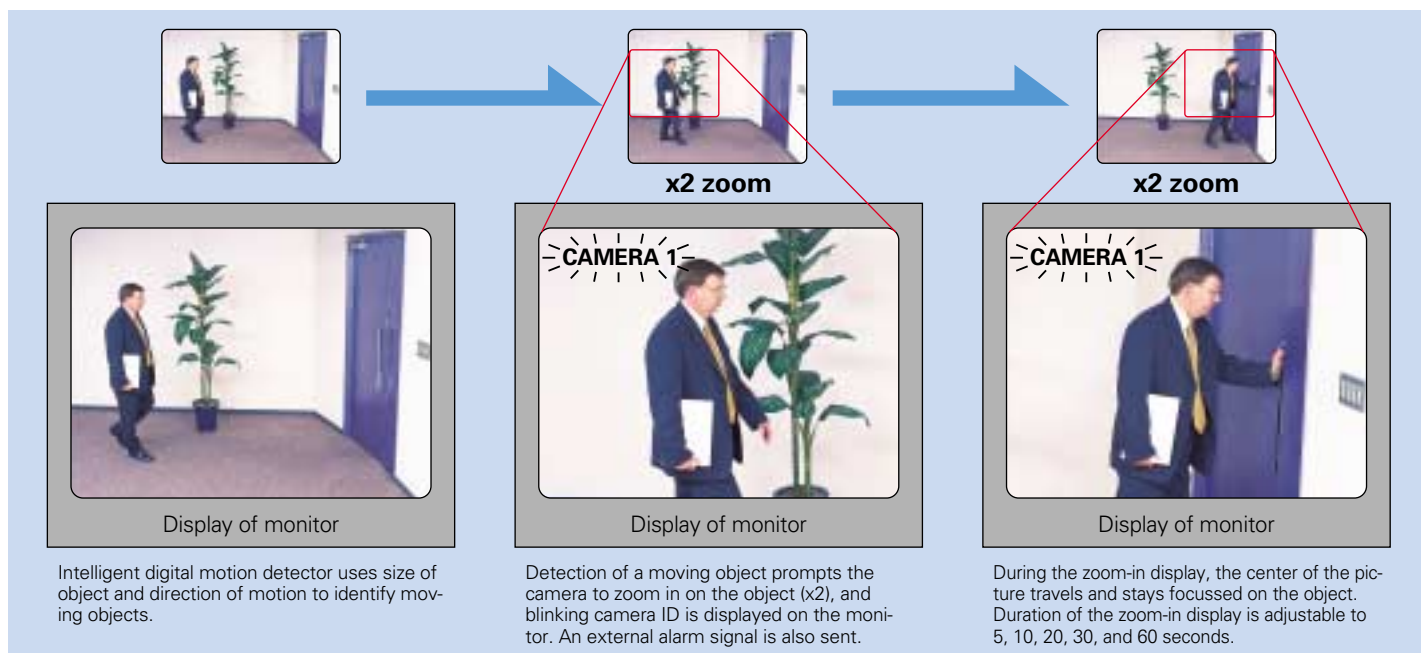 x2 zoom
x2 zoom
CAMERA 1
CAMERA 1
Display of monitor
Display of monitor
Display of monitor
Intelligent digital motion detector uses size of
object and direction of motion to identify mov-
ing objects.
Detection of a moving object prompts the
camera to zoom in on the object (x2), and
blinking camera ID is displayed on the moni-
tor. An external alarm signal is also sent.
During the zoom-in display, the center of the pic-
ture travels and stays focussed on the object.
Duration of the zoom-in display is adjustable to
5, 10, 20, 30, and 60 seconds.